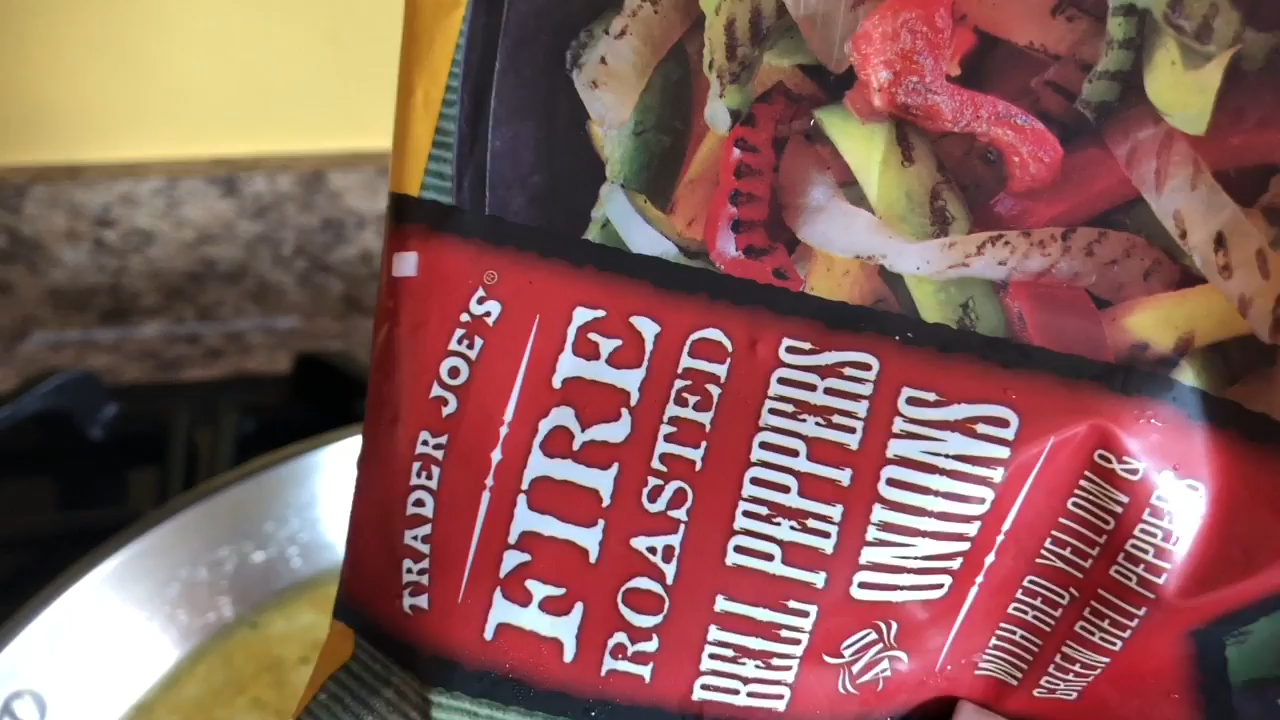 TRADER JOE'S®
FIRE
ROASTED
BELL PEPPERS
AND ONIONS
WITH RED, YELLOW &
GREEN BELL PEPPERS